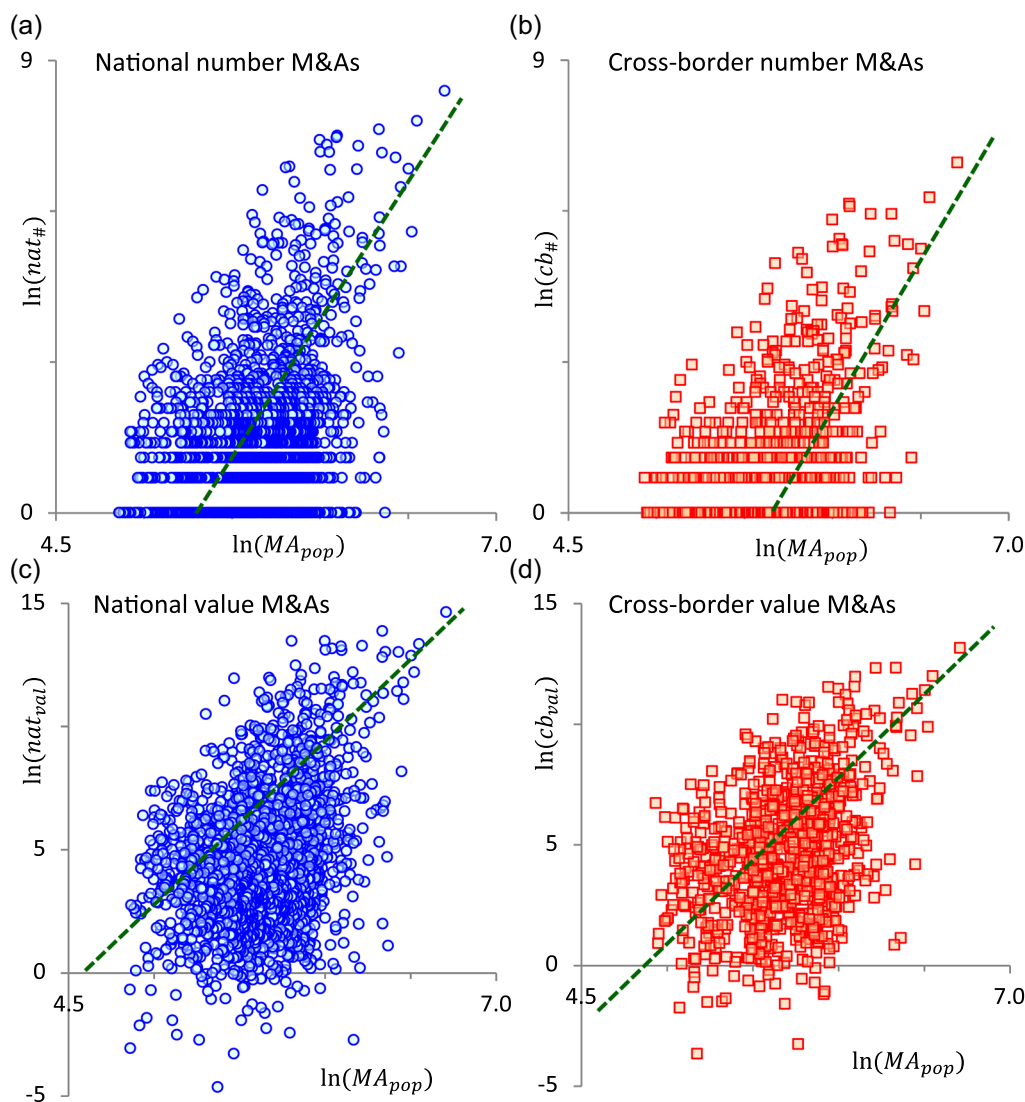 (a)
National number M&As
9
ln(nat#)
0
4.5
ln(MApop)
7.0
(b)
Cross-border number M&As
9
ln(cb#)
0
4.5
ln(MApop)
7.0
(c)
National value M&As
15
ln(natval)
5
0
4.5
7.0
ln(MApop)
-5
(d)
Cross-border value M&As
15
ln(cbval)
5
0
4.5
7.0
ln(MApop)
-5